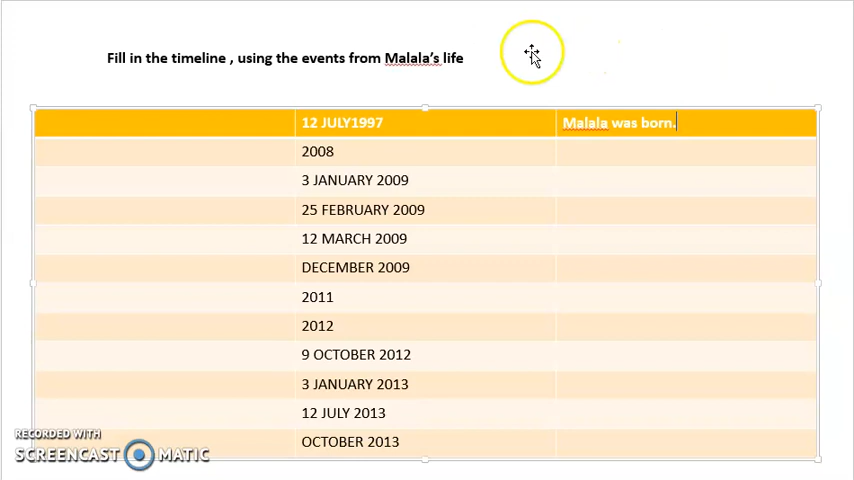 Fill in the timeline , using the events from Malala's life
12 JULY1997 Malala was born.
2008
3 JANUARY 2009
25 FEBRUARY 2009
12 MARCH 2009
DECEMBER 2009
2011
2012
9 OCTOBER 2012
3 JANUARY 2013
12 JULY 2013
OCTOBER 2013
RECORDED WITH
SCREENCAST MATIC